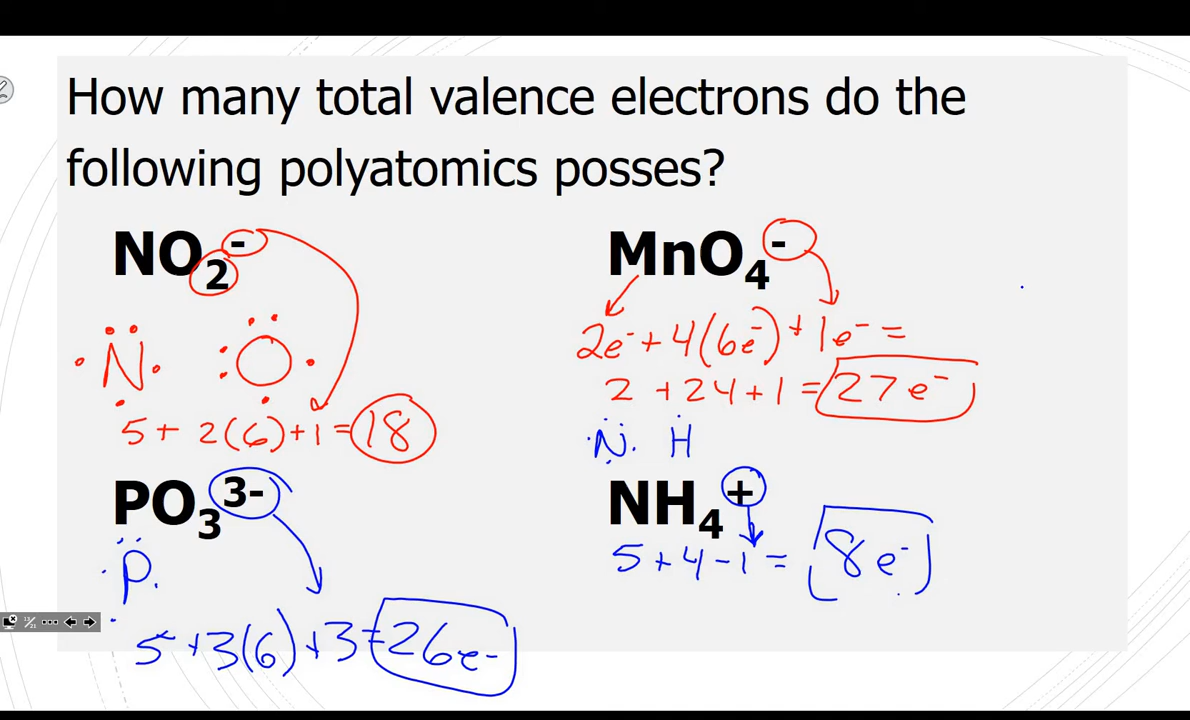 How many total valence electrons do the
following polyatomics posses?
NO₂⁻
N O
5 + 2(6) + 1 = 18
MnO₄⁻
2e⁻ + 4(6e⁻) + 1e⁻ =
2 + 24 + 1 = 27e⁻
PO₃³⁻
P
5 + 3(6) + 3 = 26e⁻
N H
NH₄⁺
5 + 4 - 1 = 8e⁻